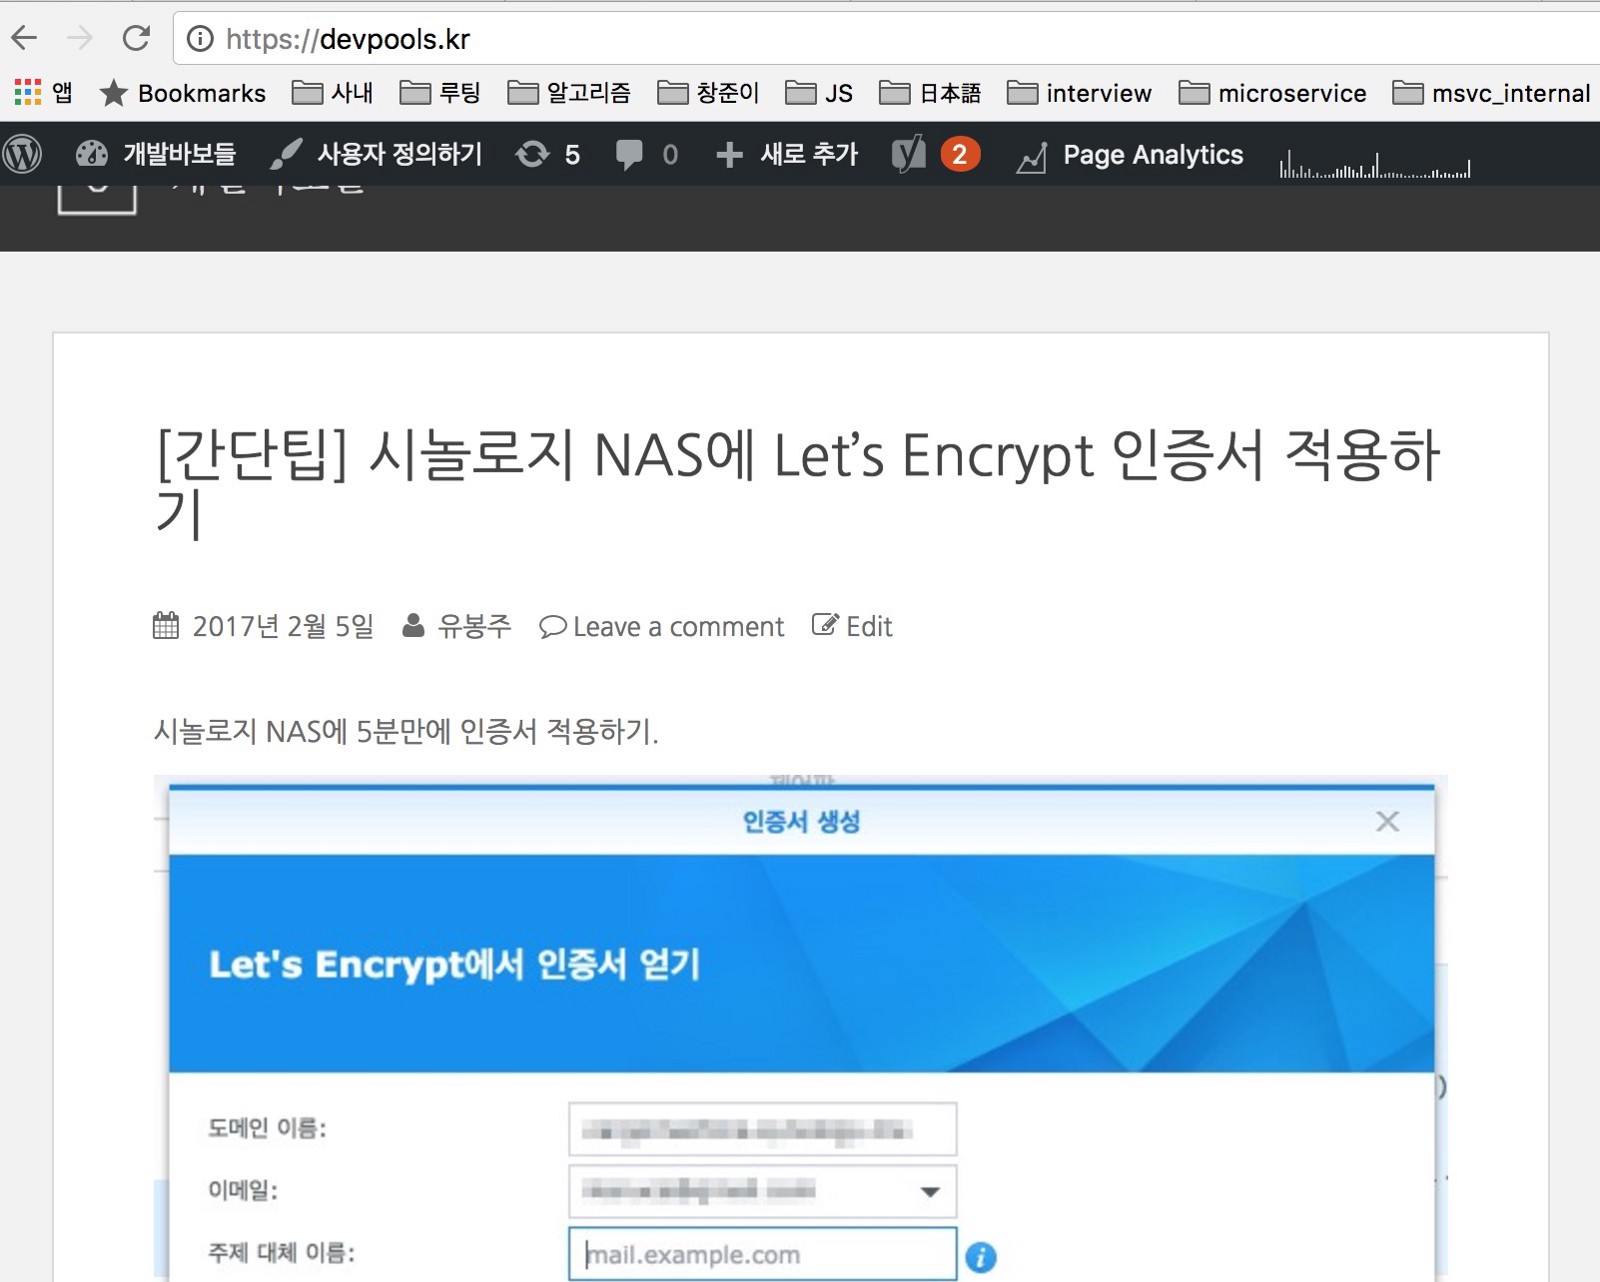 https://devpools.kr
앱 Bookmarks 사내 루팅 알고리즘 창준이 JS 日本語 interview microservice msvc_internal
개발바보들 사용자 정의하기 5 0 새로 추가 2 Page Analytics
[간단팁] 시놀로지 NAS에 Let’s Encrypt 인증서 적용하
기
2017년 2월 5일 유봉주 Leave a comment Edit
시놀로지 NAS에 5분만에 인증서 적용하기.
인증서 생성
Let's Encrypt에서 인증서 얻기
도메인 이름:
이메일:
주제 대체 이름: mail.example.com